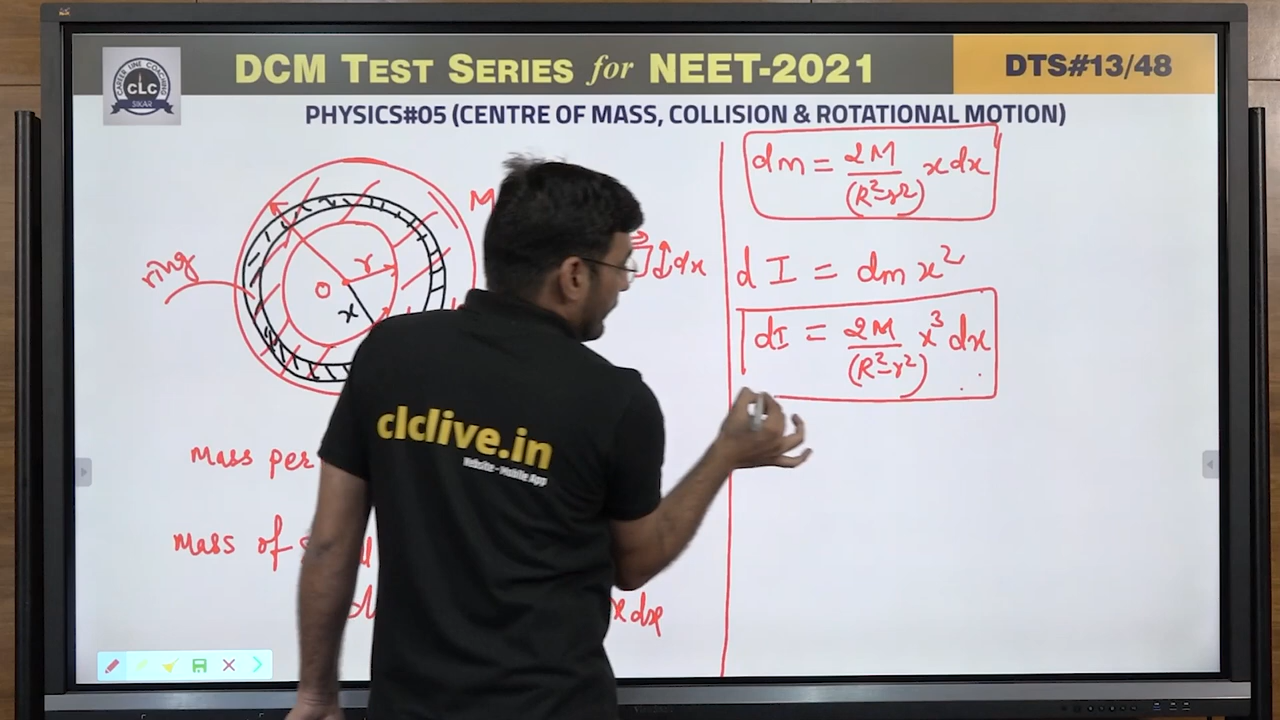 DCM TEST SERIES for NEET-2021
DTS#13/48
CAREER LINE COACHING
CLC
SIKAR
PHYSICS#05 (CENTRE OF MASS, COLLISION & ROTATIONAL MOTION)
M
ring
r
O
x
dx
Mass per
Mass of
x dx
dm = 2M/(R²-r²) x dx
dI = dm x²
dI = 2M/(R²-r²) x³ dx
clclive.in
Website - Mobile App